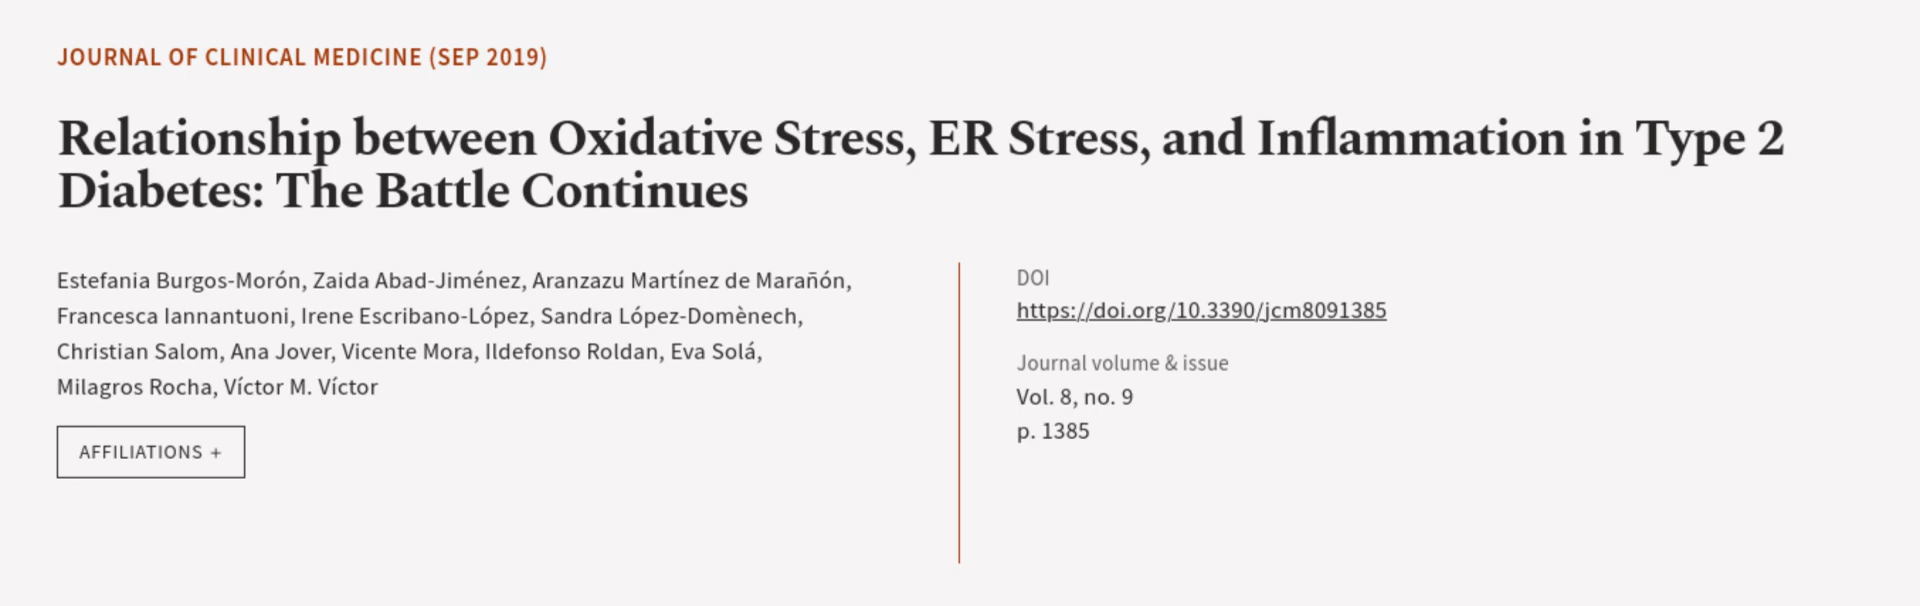 JOURNAL OF CLINICAL MEDICINE (SEP 2019)
Relationship between Oxidative Stress, ER Stress, and Inflammation in Type 2
Diabetes: The Battle Continues
Estefania Burgos-Morón, Zaida Abad-Jiménez, Aranzazu Martínez de Marañón,
Francesca Iannantuoni, Irene Escribano-López, Sandra López-Domènech,
Christian Salom, Ana Jover, Vicente Mora, Ildefonso Roldan, Eva Solá,
Milagros Rocha, Víctor M. Víctor
AFFILIATIONS +
DOI
https://doi.org/10.3390/jcm8091385
Journal volume & issue
Vol. 8, no. 9
p. 1385